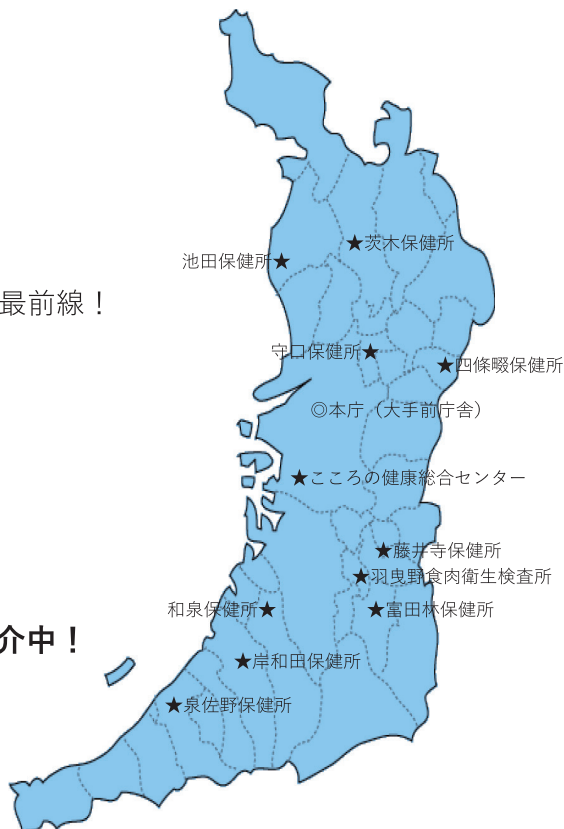 ★茨木保健所
池田保健所★
最前線！
守口保健所★
★四條畷保健所
◎本庁（大手前庁舎）
★こころの健康総合センター
★藤井寺保健所
★羽曳野食肉衛生検査所
和泉保健所★
★富田林保健所
介中！
★岸和田保健所
★泉佐野保健所